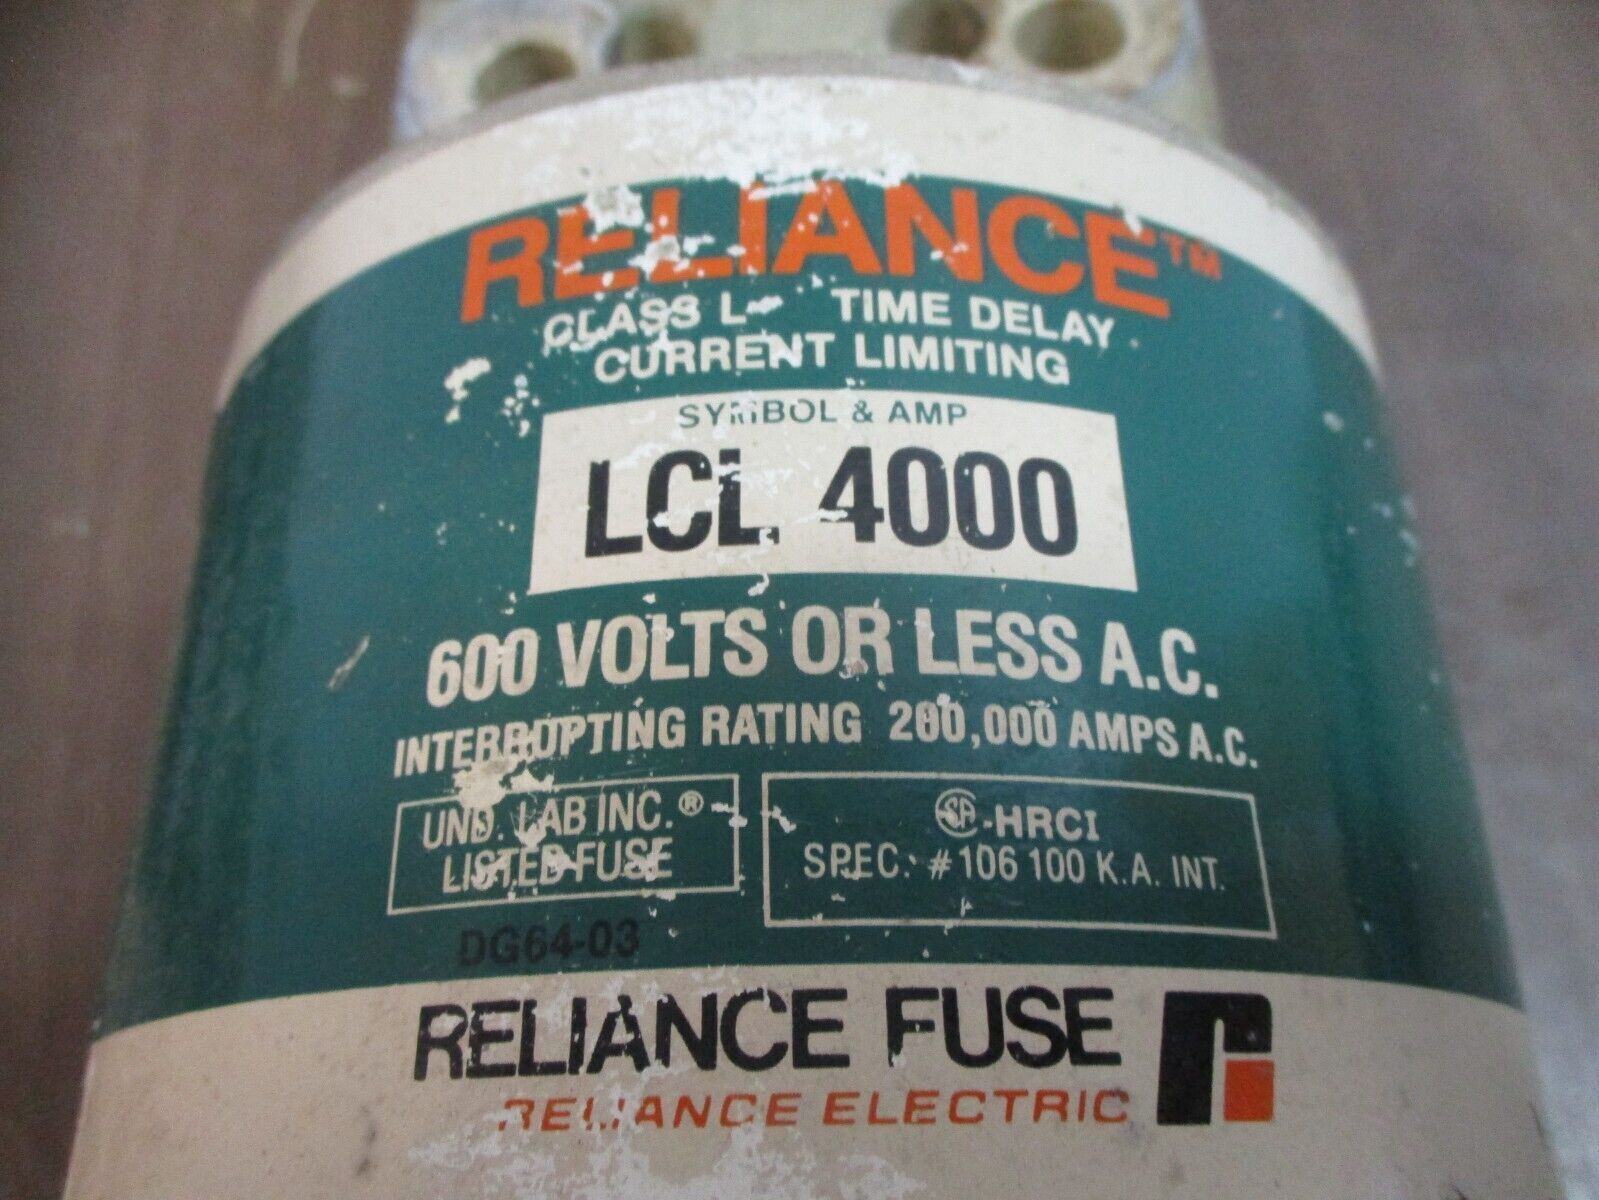 RELIANCE™
CLASS L- TIME DELAY
CURRENT LIMITING
SYMBOL & AMP
LCL 4000
600 VOLTS OR LESS A.C.
INTERRUPTING RATING 200,000 AMPS A.C.
UND. LAB INC.®
LISTED FUSE
SA-HRCI
SPEC. #106 100 K.A. INT.
DG64-03
RELIANCE FUSE
RELIANCE ELECTRIC